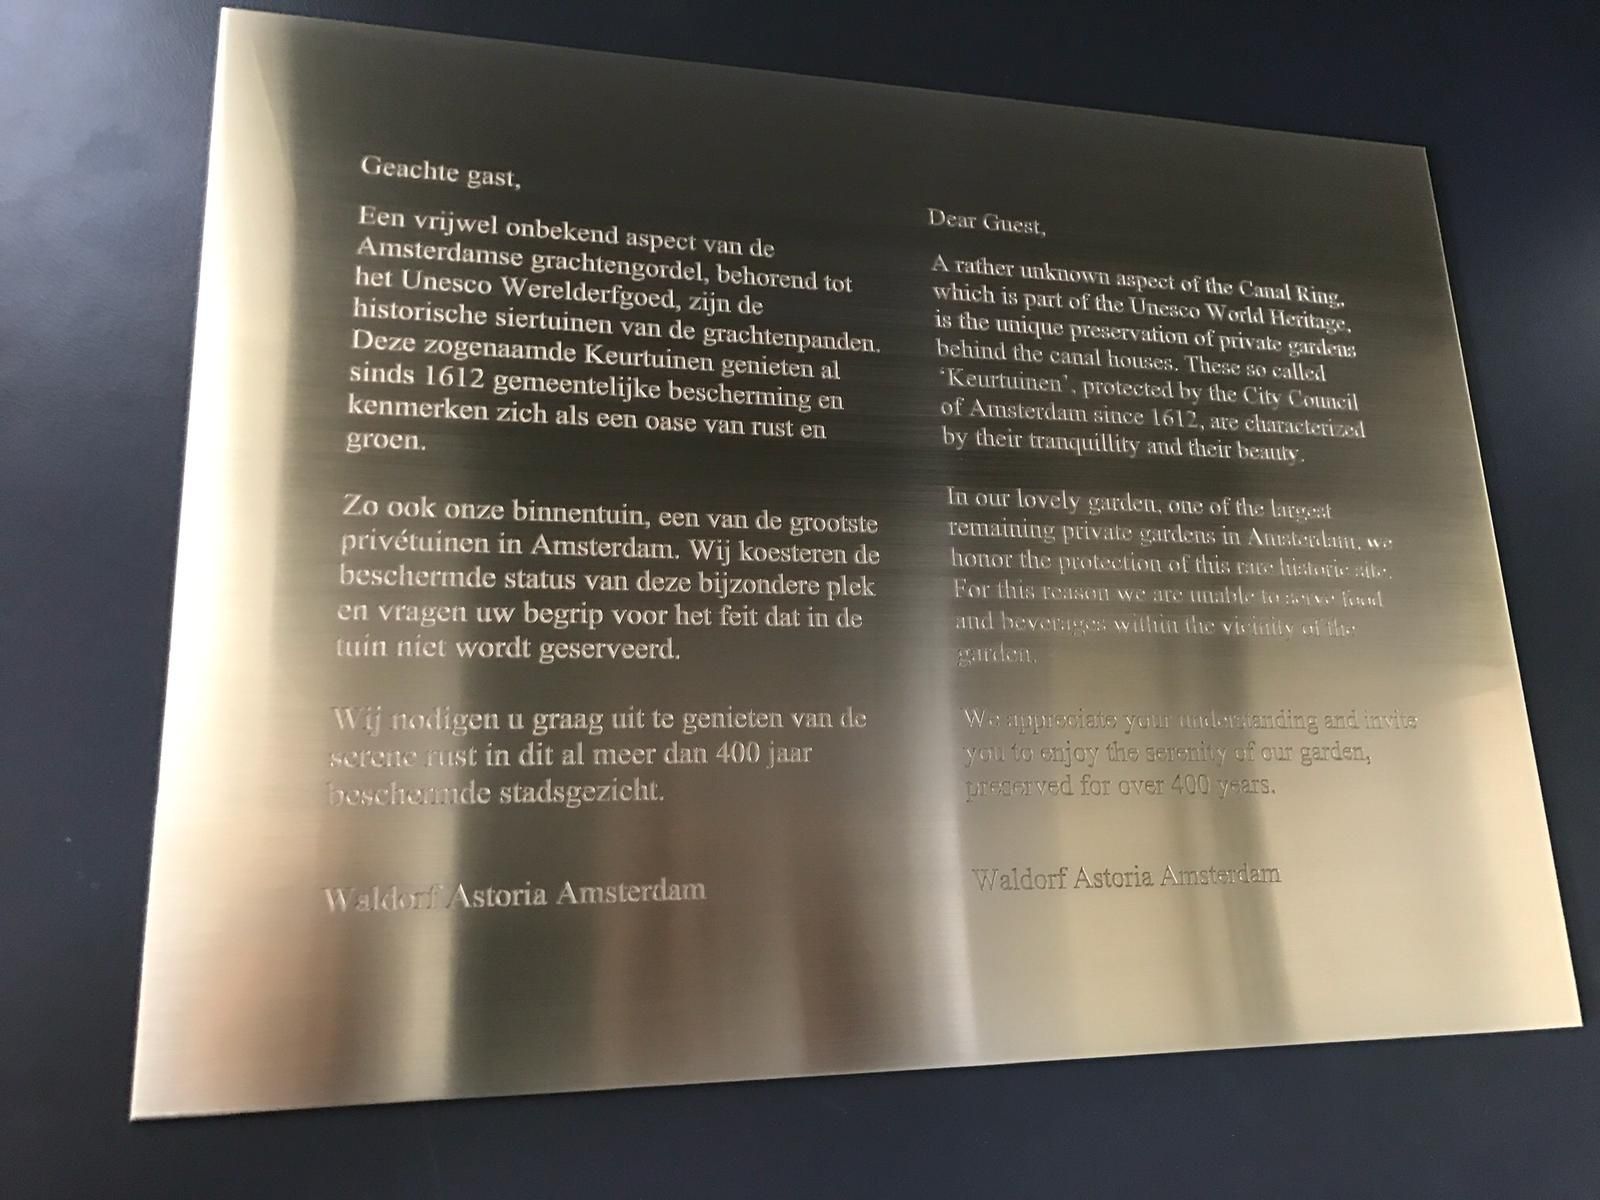 Geachte gast,
Een vrijwel onbekend aspect van de
Amsterdamse grachtengordel, behorend tot
het Unesco Werelderfgoed, zijn de
historische siertuinen van de grachtenpanden.
Deze zogenaamde Keurtuinen genieten al
sinds 1612 gemeentelijke bescherming en
kenmerken zich als een oase van rust en
groen.
Zo ook onze binnentuin, een van de grootste
privétuinen in Amsterdam. Wij koesteren de
beschermde status van deze bijzondere plek
en vragen uw begrip voor het feit dat in de
tuin niet wordt geserveerd.
Wij nodigen u graag uit te genieten van de
serene rust in dit al meer dan 400 jaar
beschermde stadsgezicht.
Waldorf Astoria Amsterdam
Dear Guest,
A rather unknown aspect of the Canal Ring,
which is part of the Unesco World Heritage,
is the unique preservation of private gardens
behind the canal houses. These so called
‘Keurtuinen’, protected by the City Council
of Amsterdam since 1612, are characterized
by their tranquillity and their beauty.
In our lovely garden, one of the largest
remaining private gardens in Amsterdam, we
honor the protection of this rare historic site.
For this reason we are unable to serve food
and beverages within the vicinity of the
garden.
We appreciate your understanding and invite
you to enjoy the serenity of our garden,
preserved for over 400 years.
Waldorf Astoria Amsterdam